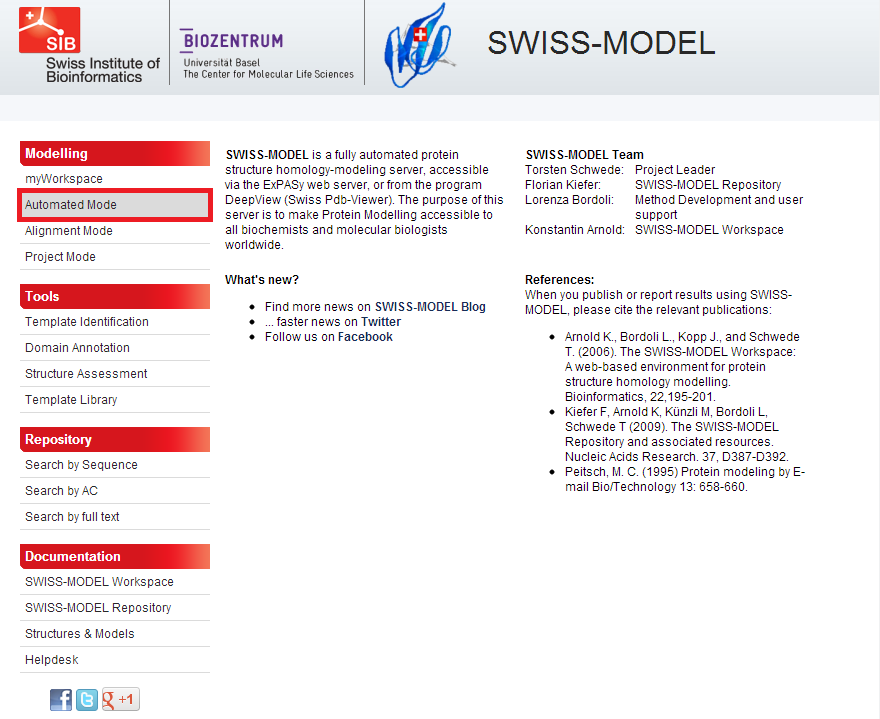 SIB
Swiss Institute of
Bioinformatics
BIOZENTRUM
Universität Basel
The Center for Molecular Life Sciences
SWISS-MODEL
Modelling
myWorkspace
Automated Mode
Alignment Mode
Project Mode
Tools
Template Identification
Domain Annotation
Structure Assessment
Template Library
Repository
Search by Sequence
Search by AC
Search by full text
Documentation
SWISS-MODEL Workspace
SWISS-MODEL Repository
Structures & Models
Helpdesk
f t g +1
SWISS-MODEL is a fully automated protein
structure homology-modeling server, accessible
via the ExPASy web server, or from the program
DeepView (Swiss Pdb-Viewer). The purpose of this
server is to make Protein Modelling accessible to
all biochemists and molecular biologists
worldwide.
What's new?
• Find more news on SWISS-MODEL Blog
• ... faster news on Twitter
• Follow us on Facebook
SWISS-MODEL Team
Torsten Schwede: Project Leader
Florian Kiefer: SWISS-MODEL Repository
Lorenza Bordoli: Method Development and user
support
Konstantin Arnold: SWISS-MODEL Workspace
References:
When you publish or report results using SWISS-
MODEL, please cite the relevant publications:
• Arnold K., Bordoli L., Kopp J., and Schwede
T. (2006). The SWISS-MODEL Workspace:
A web-based environment for protein
structure homology modelling.
Bioinformatics, 22,195-201.
• Kiefer F, Arnold K, Künzli M, Bordoli L,
Schwede T (2009). The SWISS-MODEL
Repository and associated resources.
Nucleic Acids Research. 37, D387-D392.
• Peitsch, M. C. (1995) Protein modeling by E-
mail Bio/Technology 13: 658-660.